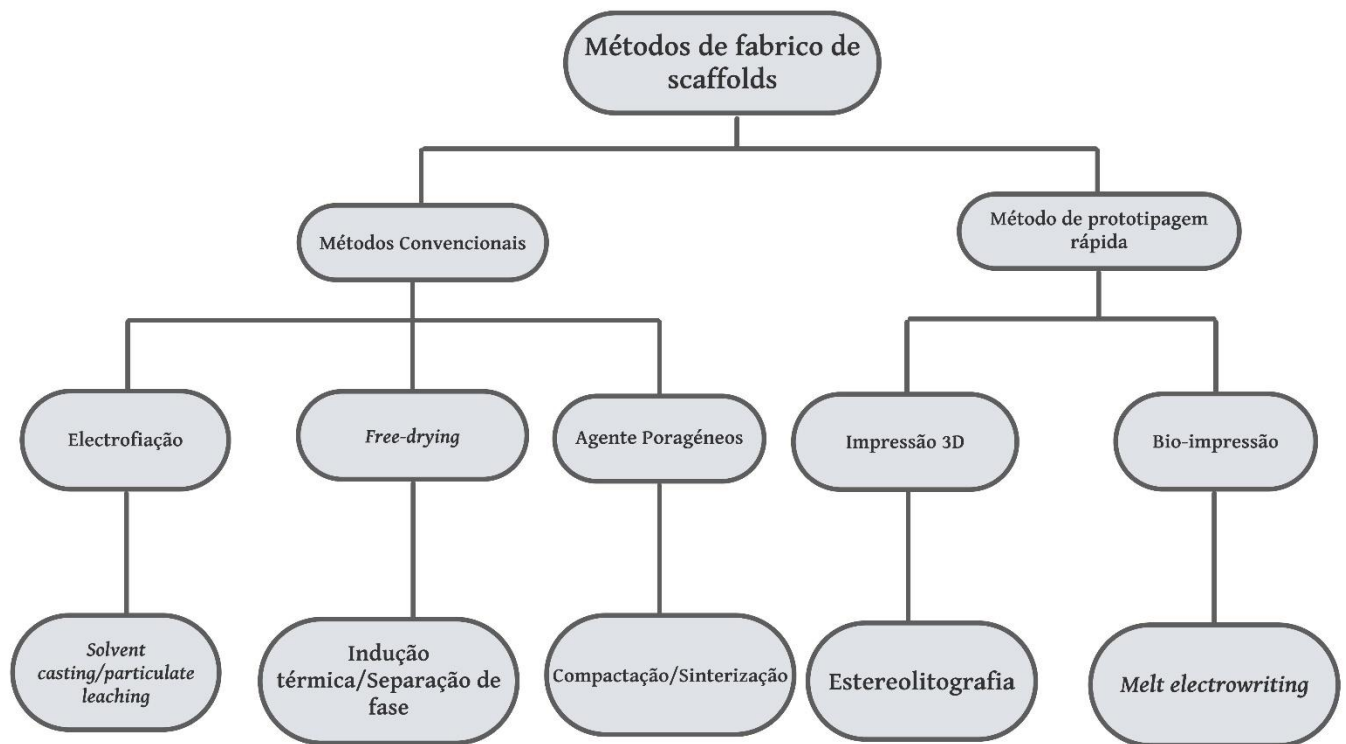 Métodos de fabrico de
scaffolds
Métodos Convencionais
Método de prototipagem
rápida
Electrofiação
Free-drying
Agente Poragéneos
Impressão 3D
Bio-impressão
Solvent
casting/particulate
leaching
Indução
térmica/Separação de
fase
Compactação/Sinterização
Estereolitografia
Melt electrowriting